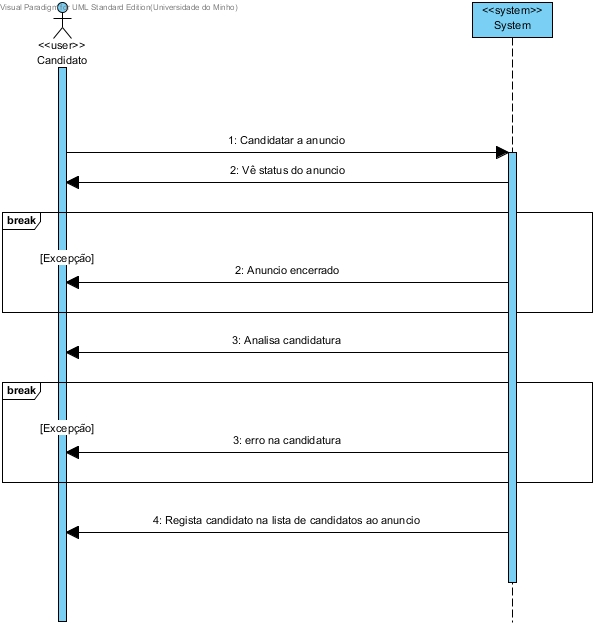 Visual Paradigm for UML Standard Edition(Universidade do Minho)
<<user>>
Candidato
<<system>>
System
1: Candidatar a anuncio
2: Vê status do anuncio
break
[Excepção]
2: Anuncio encerrado
3: Analisa candidatura
break
[Excepção]
3: erro na candidatura
4: Regista candidato na lista de candidatos ao anuncio